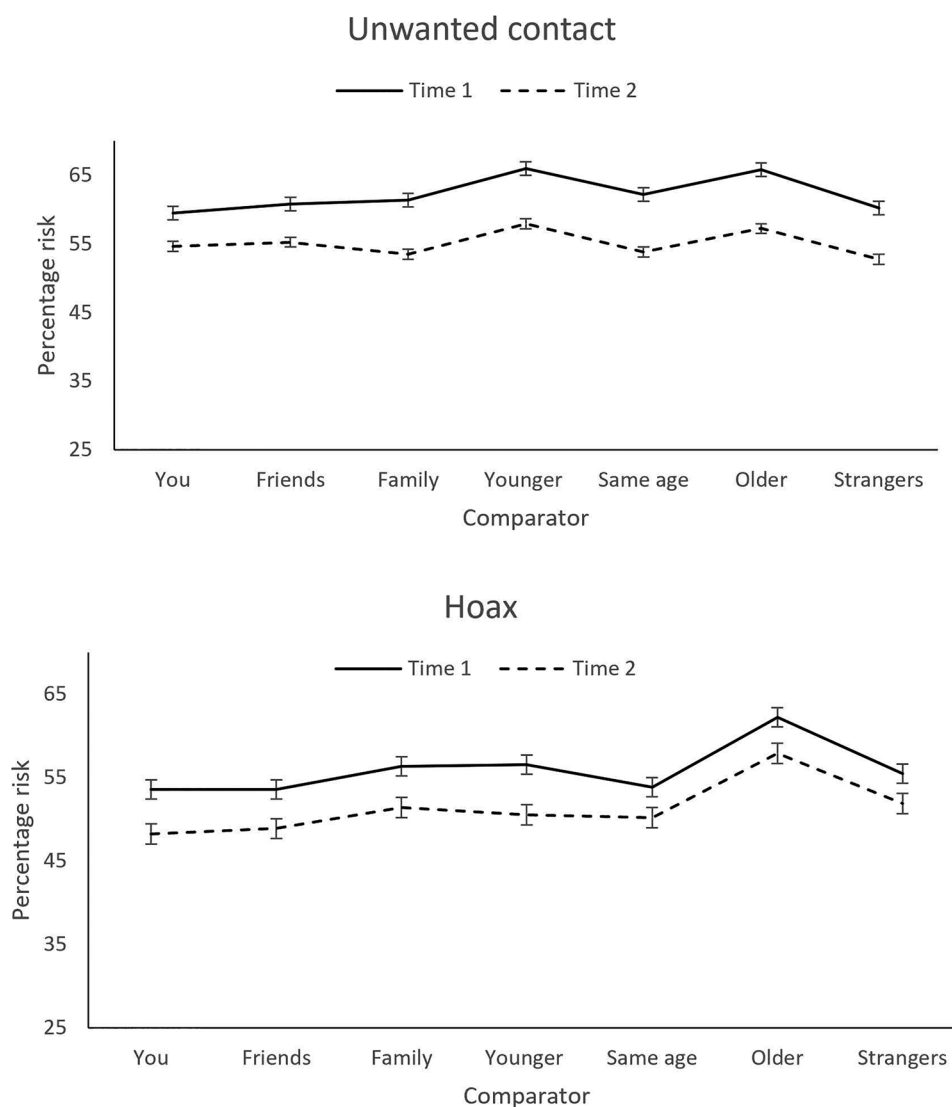 Unwanted contact
Time 1 Time 2
65
55
45
35
25
Percentage risk
You Friends Family Younger Same age Older Strangers
Comparator
Hoax
Time 1 Time 2
65
55
45
35
25
Percentage risk
You Friends Family Younger Same age Older Strangers
Comparator